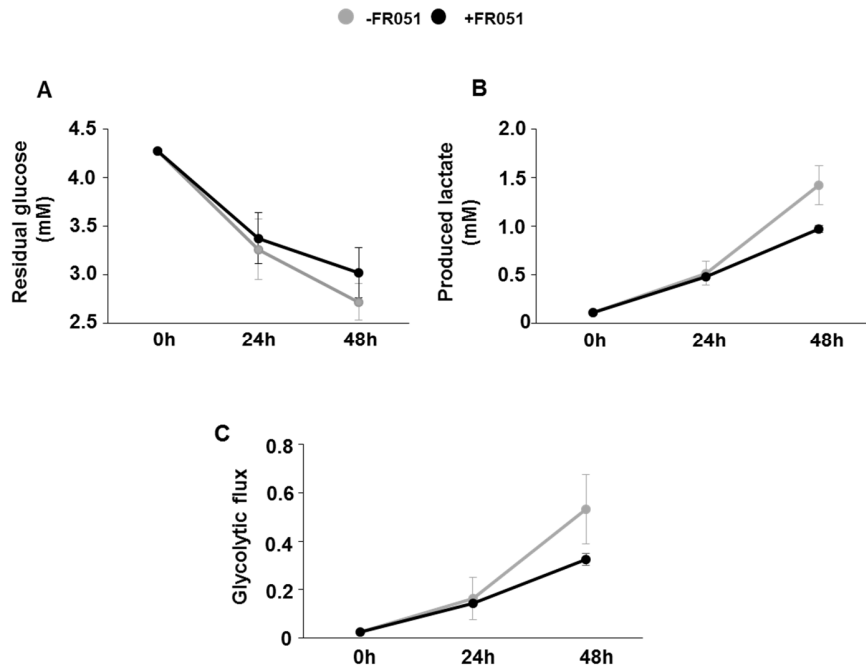 -FR051 +FR051
A
Residual glucose
(mM)
4.5
4.0
3.5
3.0
2.5
0h 24h 48h
B
Produced lactate
(mM)
2.0
1.5
1.0
0.5
0
0h 24h 48h
C
Glycolytic flux
0.8
0.6
0.4
0.2
0
0h 24h 48h